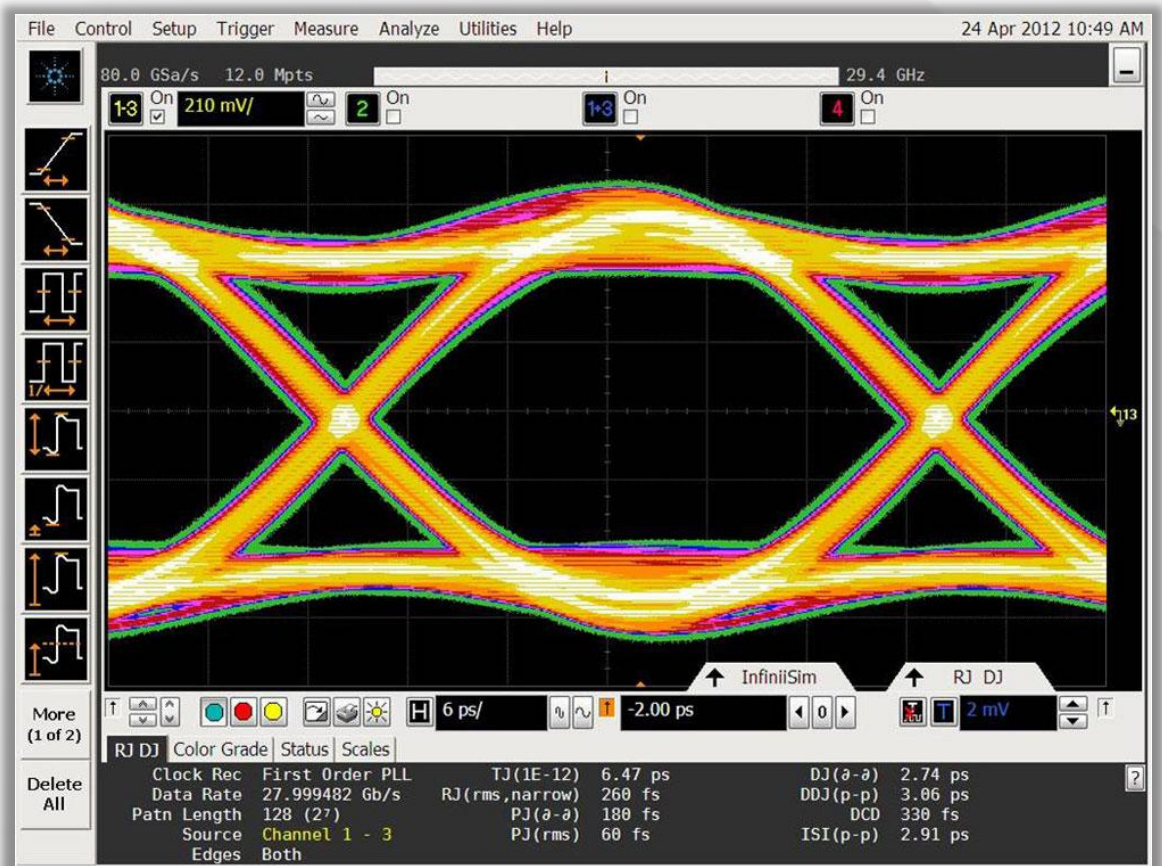 File Control Setup Trigger Measure Analyze Utilities Help 24 Apr 2012 10:49 AM
80.0 GSa/s 12.0 Mpts 29.4 GHz
1-3 On 210 mV/ 2 On 1+3 On 4 On
13
InfiniiSim RJ DJ
More
(1 of 2)
H 6 ps/ -2.00 ps 0 T 2 mV
Delete
All
RJ DJ Color Grade Status Scales
Clock Rec First Order PLL TJ(1E-12) 6.47 ps DJ(∂-∂) 2.74 ps ?
Data Rate 27.999482 Gb/s RJ(rms,narrow) 260 fs DDJ(p-p) 3.06 ps
Patn Length 128 (2⁷) PJ(∂-∂) 180 fs DCD 330 fs
Source Channel 1 - 3 PJ(rms) 60 fs ISI(p-p) 2.91 ps
Edges Both